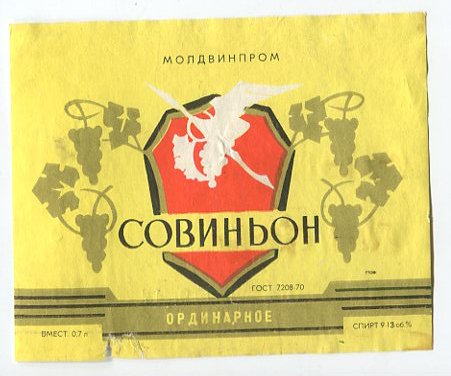 МОЛДВИНПРОМ
СОВИНЬОН
ГОСТ 7208-70
ОРДИНАРНОЕ
ВМЕСТ. 0,7 л
СПИРТ 9-13 об.%